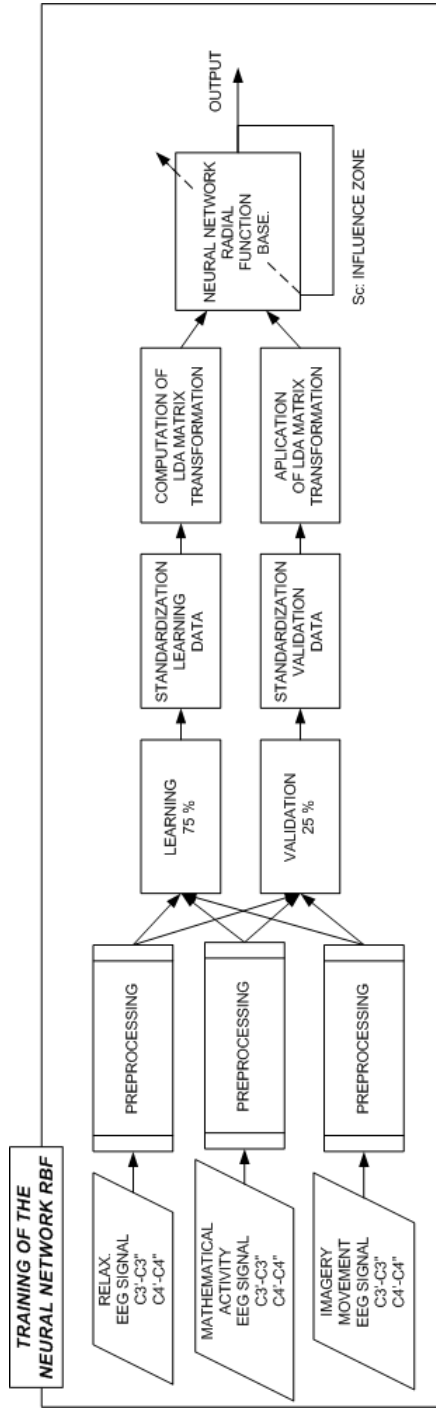 TRAINING OF THE
NEURAL NETWORK RBF
RELAX.
EEG SIGNAL
C3'-C3"
C4'-C4"
PREPROCESSING
MATHEMATICAL
ACTIVITY
EEG SIGNAL
C3'-C3"
C4'-C4"
PREPROCESSING
IMAGERY
MOVEMENT
EEG SIGNAL
C3'-C3"
C4'-C4"
PREPROCESSING
LEARNING
75 %
STANDARDIZATION
LEARNING
DATA
COMPUTATION OF
LDA MATRIX
TRANSFORMATION
VALIDATION
25 %
STANDARDIZATION
VALIDATION
DATA
APLICATION
OF LDA MATRIX
TRANSFORMATION
NEURAL NETWORK
RADIAL
FUNCTION
BASE.
OUTPUT
Sc: INFLUENCE ZONE